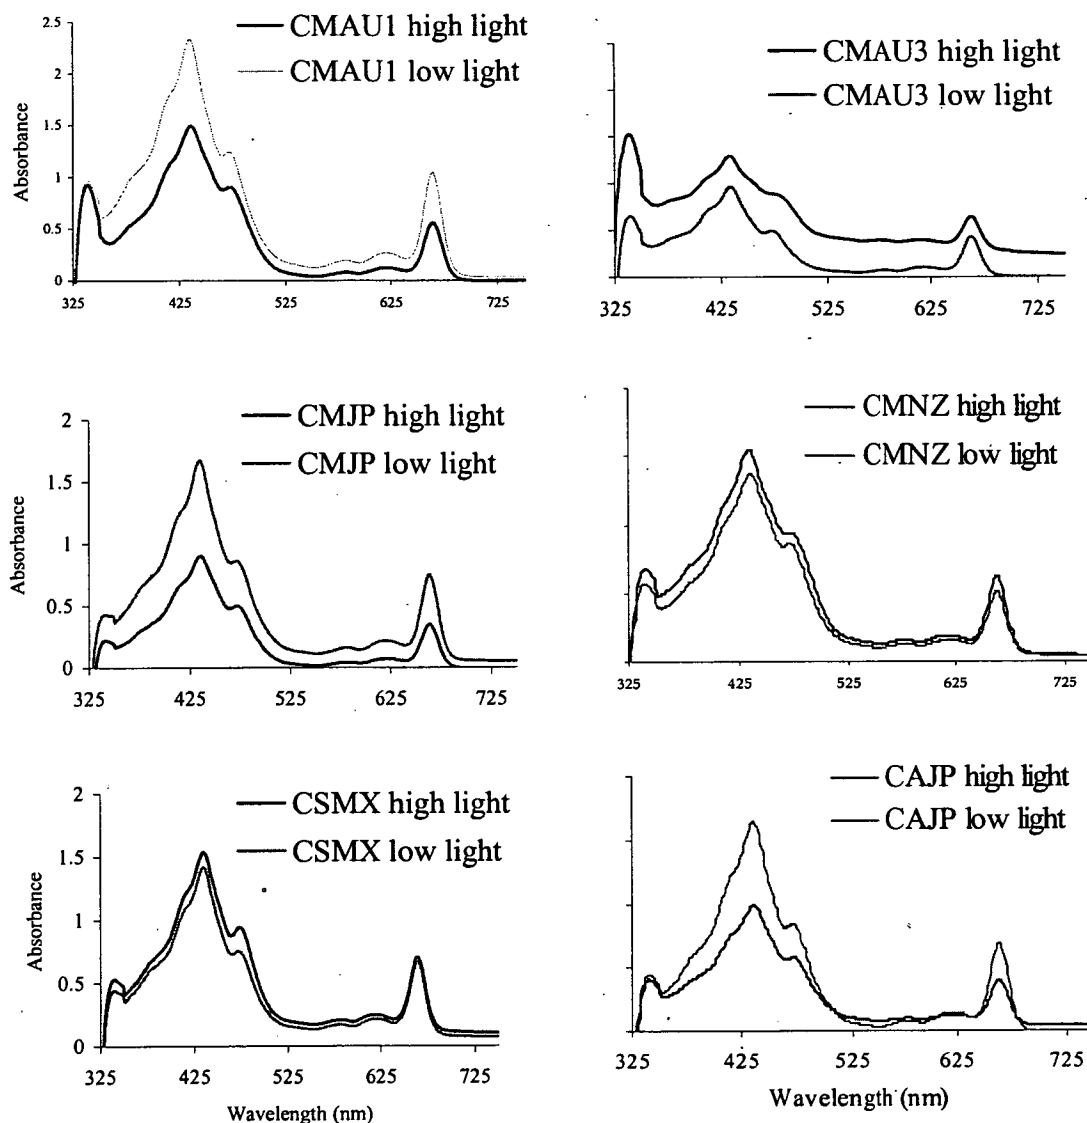 CMAU1 high light
CMAU1 low light
Absorbance
2.5
2
1.5
1
0.5
0
325 425 525 625 725
CMAU3 high light
CMAU3 low light
325 425 525 625 725
CMJP high light
CMJP low light
Absorbance
2
1.5
1
0.5
0
325 425 525 625 725
CMNZ high light
CMNZ low light
325 425 525 625 725
CSMX high light
CSMX low light
Absorbance
2
1.5
1
0.5
0
325 425 525 625 725
Wavelength (nm)
CAJP high light
CAJP low light
325 425 525 625 725
Wavelength (nm)